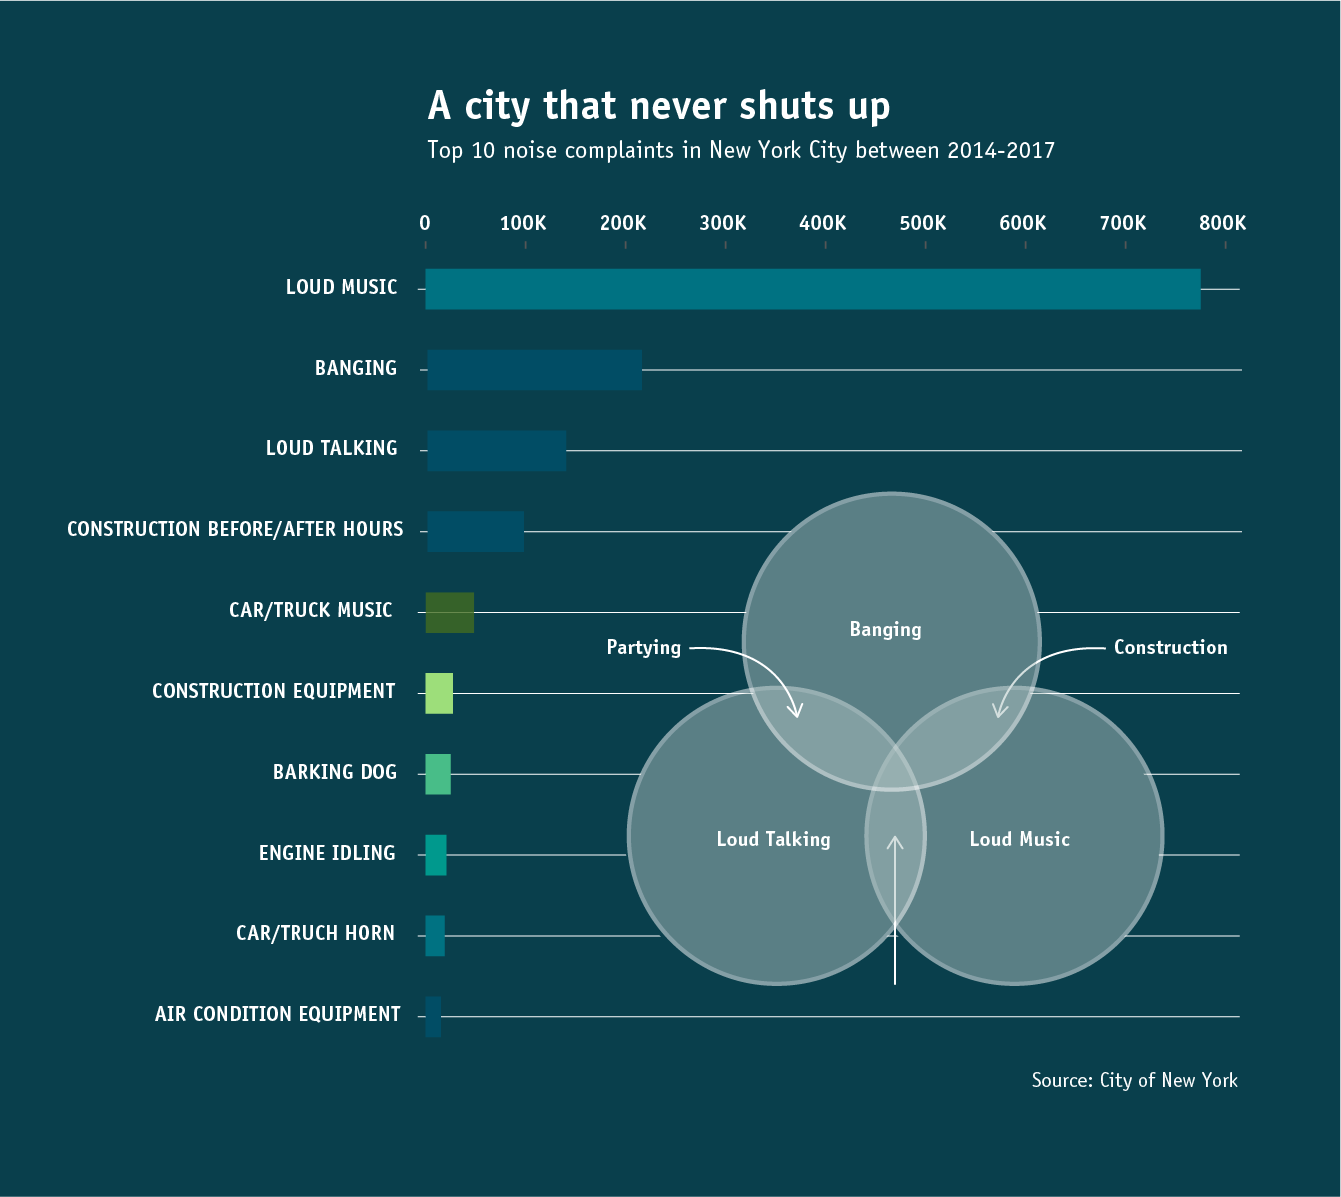 A city that never shuts up
Top 10 noise complaints in New York City between 2014-2017
0 100K 200K 300K 400K 500K 600K 700K 800K
LOUD MUSIC
BANGING
LOUD TALKING
CONSTRUCTION BEFORE/AFTER HOURS
CAR/TRUCK MUSIC
Banging
Partying
Construction
CONSTRUCTION EQUIPMENT
BARKING DOG
Loud Talking
Loud Music
ENGINE IDLING
CAR/TRUCH HORN
AIR CONDITION EQUIPMENT
Source: City of New York